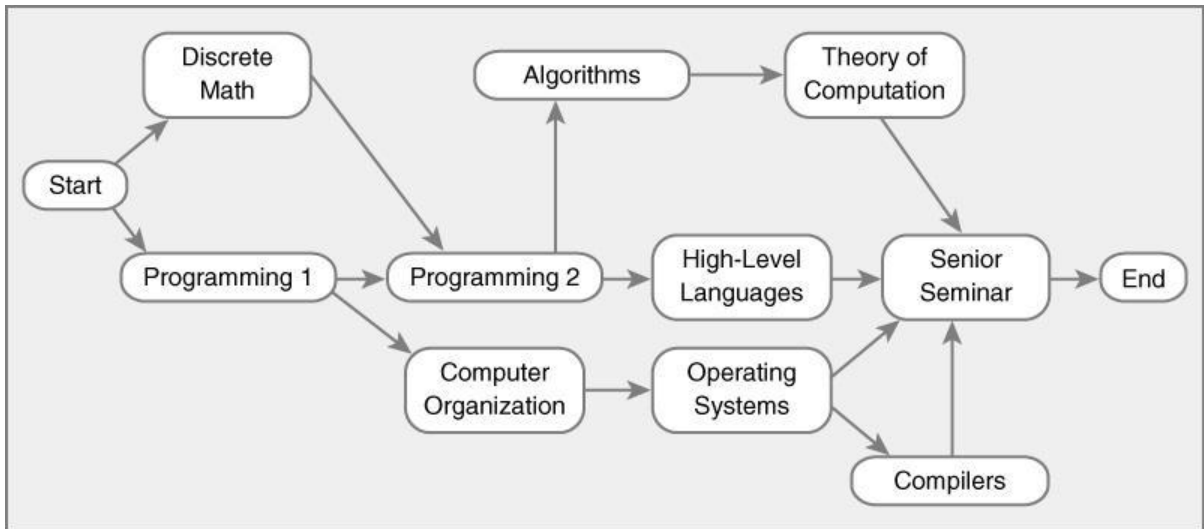 Discrete
Math
Algorithms
Theory of
Computation
Start
Programming 1
Programming 2
High-Level
Languages
Senior
Seminar
End
Computer
Organization
Operating
Systems
Compilers